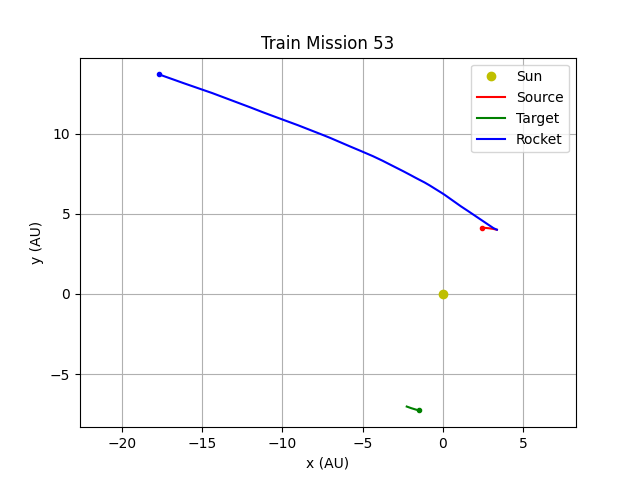 Train Mission 53
Sun
Source
Target
Rocket
10
5
0
−5
y (AU)
−20
−15
−10
−5
0
5
x (AU)